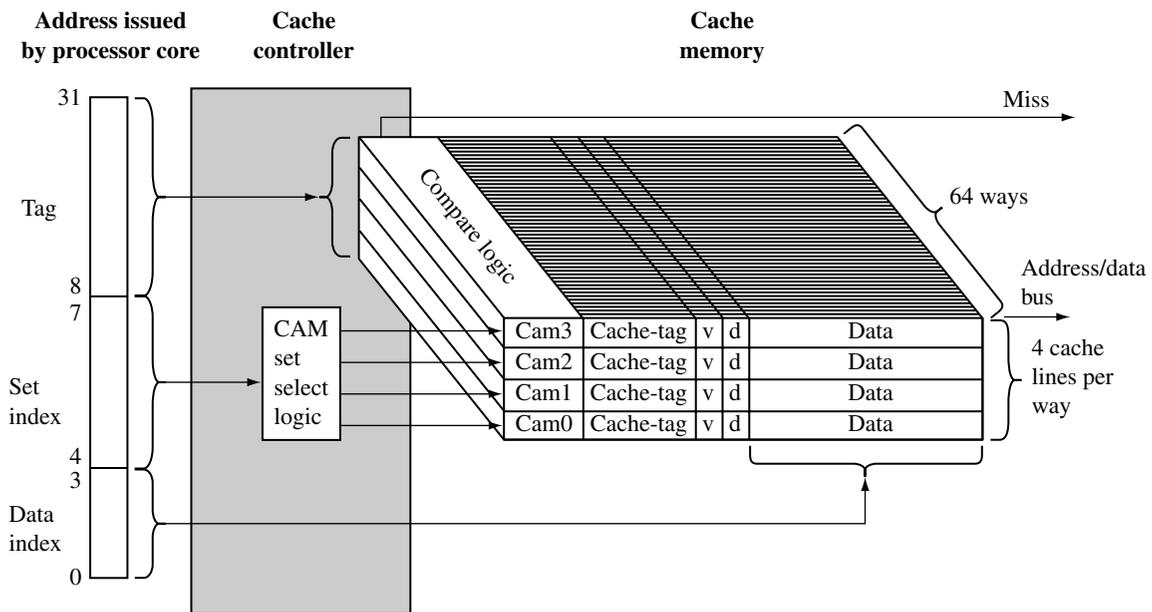 Address issued
by processor core
Cache
controller
Cache
memory
31
Miss
Tag
Compare logic
64 ways
8
7
Address/data
bus
CAM
set
select
logic
Cam3 Cache-tag v d Data
Cam2 Cache-tag v d Data
Cam1 Cache-tag v d Data
Cam0 Cache-tag v d Data
4 cache
lines per
way
Set
index
4
3
Data
index
0